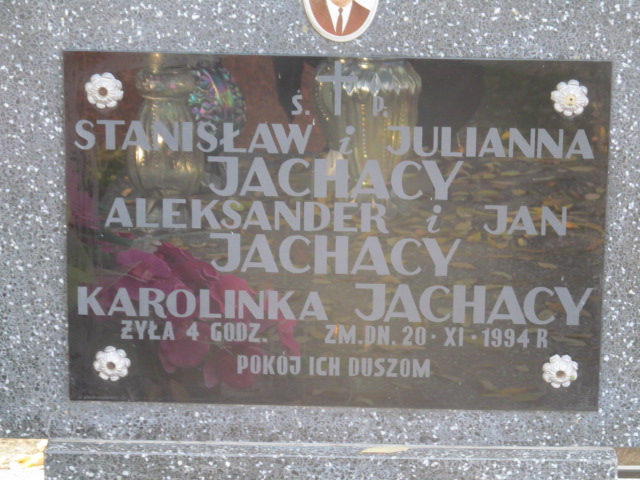 Ś. P.
STANISŁAW i JULIANNA
JACHACY
ALEKSANDER i JAN
JACHACY
KAROLINKA JACHACY
ŻYŁA 4 GODZ. ZM. DN. 20 · XI · 1994 R
POKÓJ ICH DUSZOM